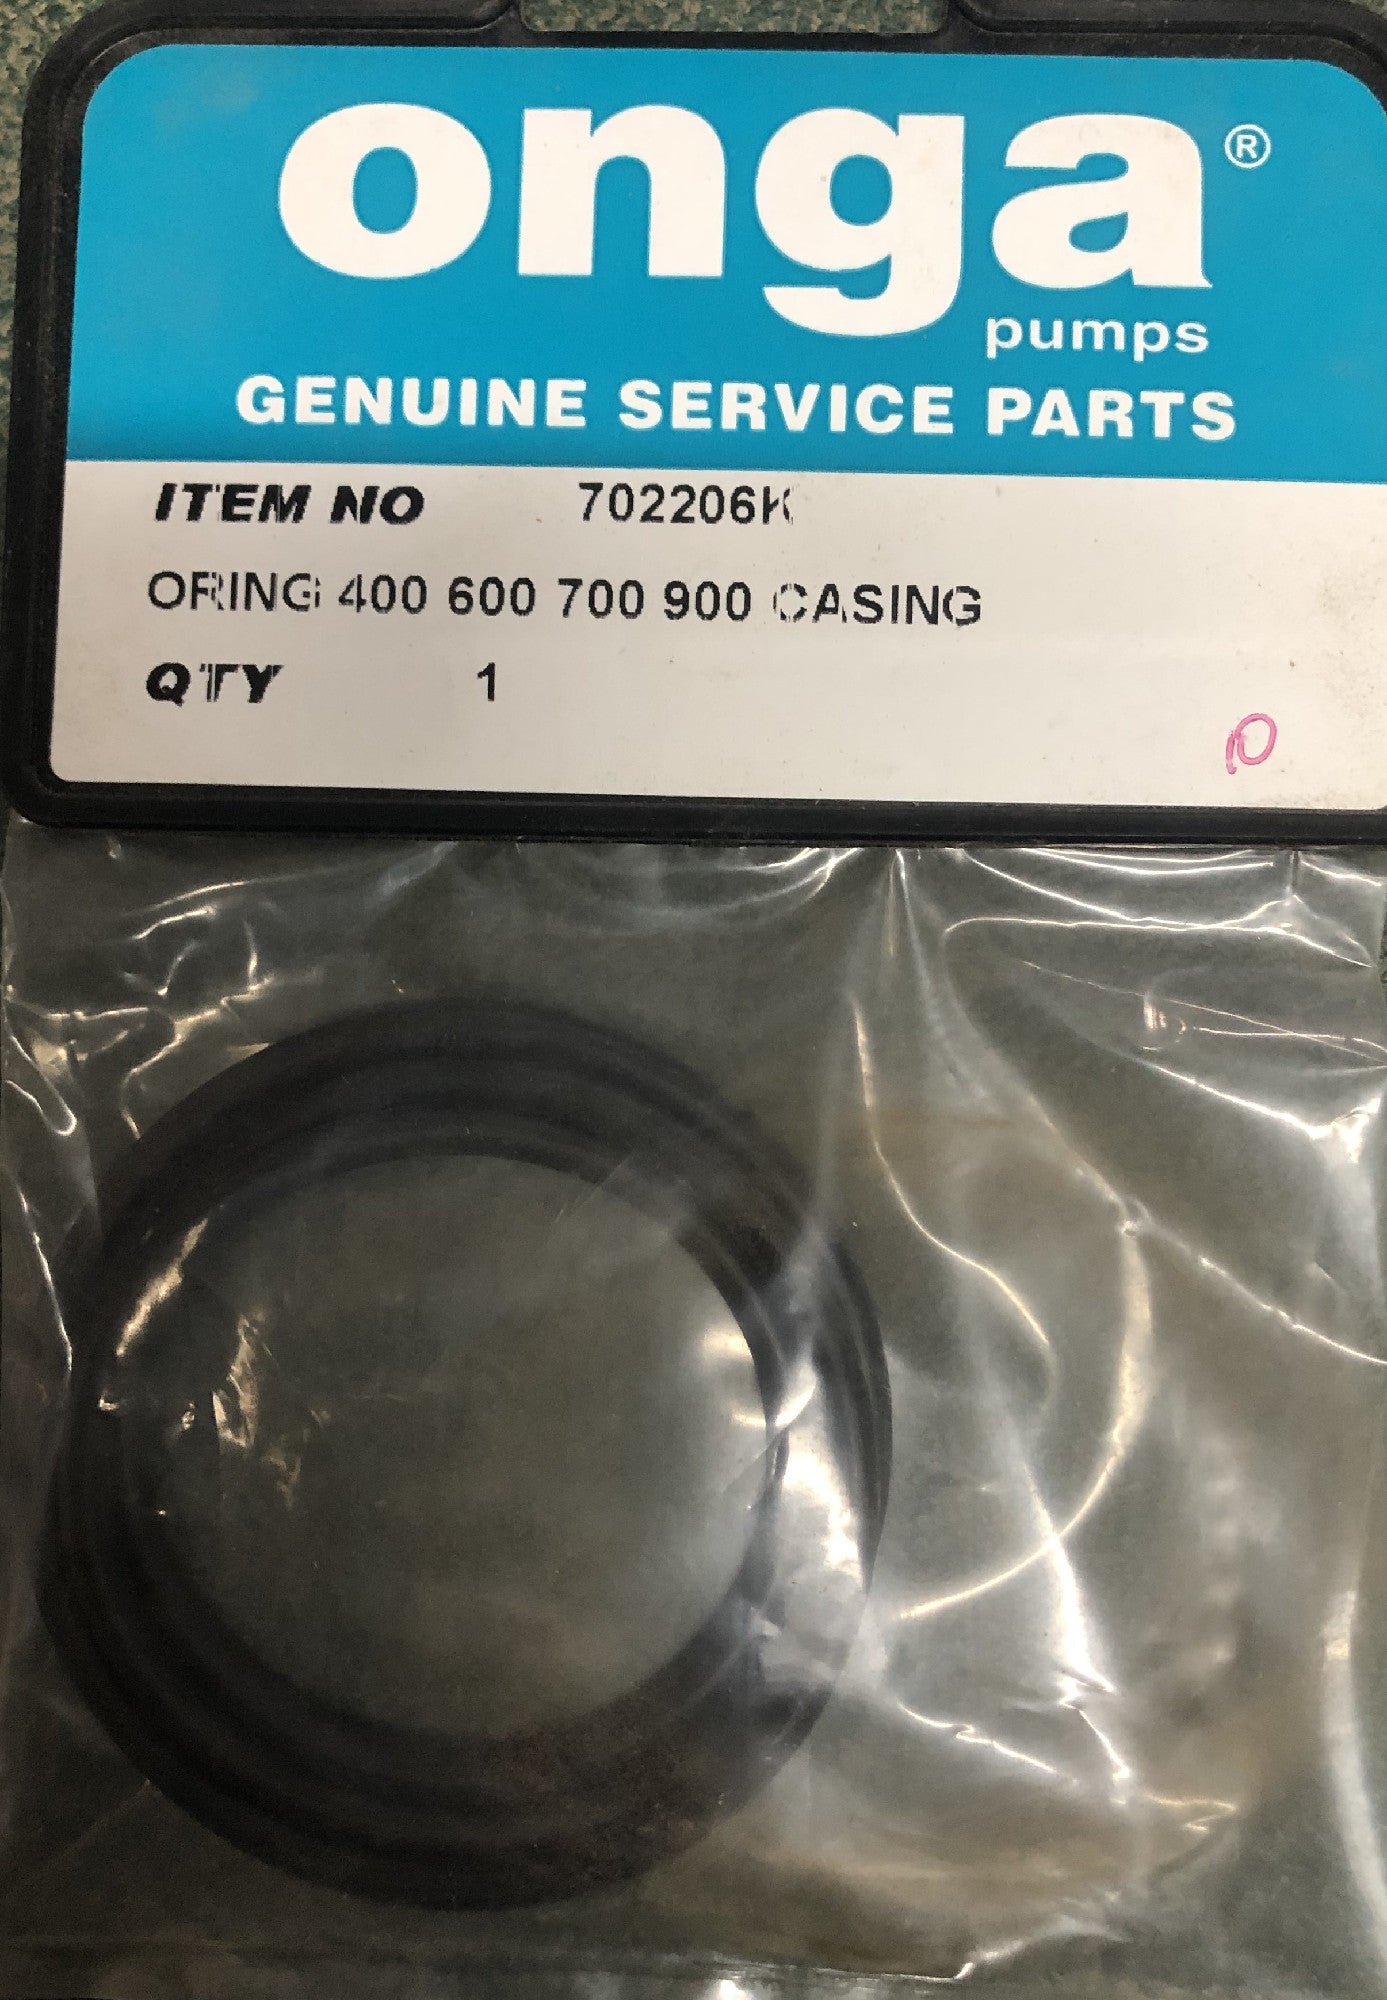 onga®
pumps
GENUINE SERVICE PARTS
ITEM NO 702206K
ORING 400 600 700 900 CASING
QTY 1
10